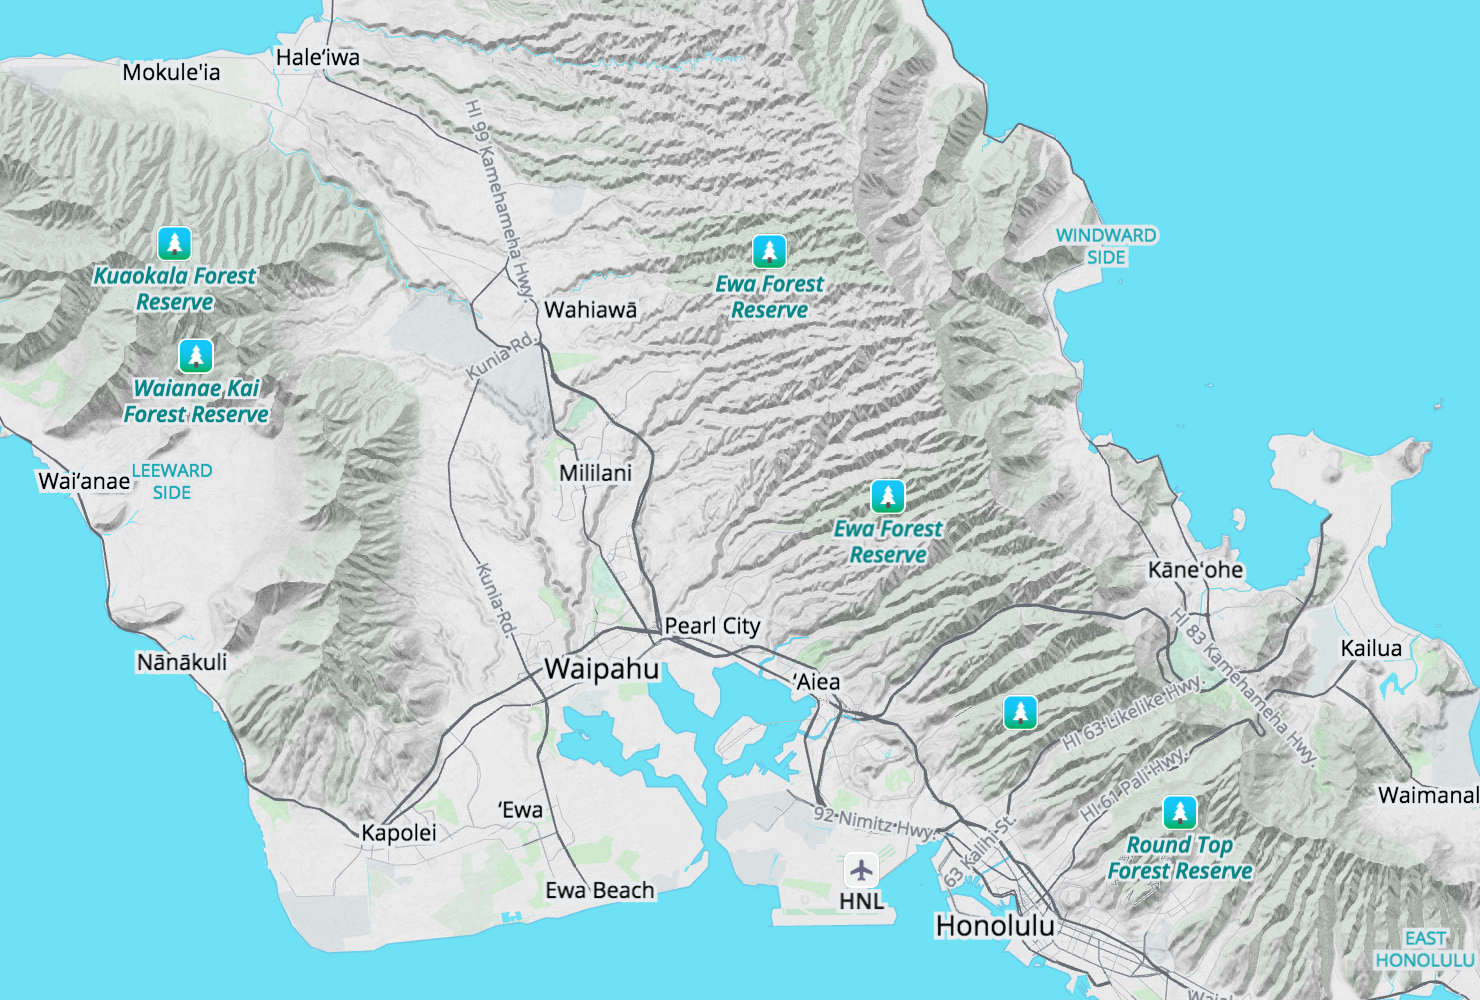 Hale‘iwa
Mokule'ia
HI 99 Kamehameha Hwy.
WINDWARD
SIDE
Kuaokala Forest
Reserve
Ewa Forest
Reserve
Wahiawā
Kunia Rd.
Waianae Kai
Forest Reserve
Wai‘anae
LEEWARD
SIDE
Mililani
Ewa Forest
Reserve
Kāne‘ohe
Kunia Rd.
Pearl City
HI 83 Kamehameha Hwy.
Kailua
Nānākuli
Waipahu
‘Aiea
HI 63 Likelike Hwy.
HI 61 Pali Hwy.
Waimanal
‘Ewa
Kapolei
92 Nimitz Hwy.
63 Kalihi St.
Round Top
Forest Reserve
Ewa Beach
HNL
Honolulu
EAST
HONOLULU